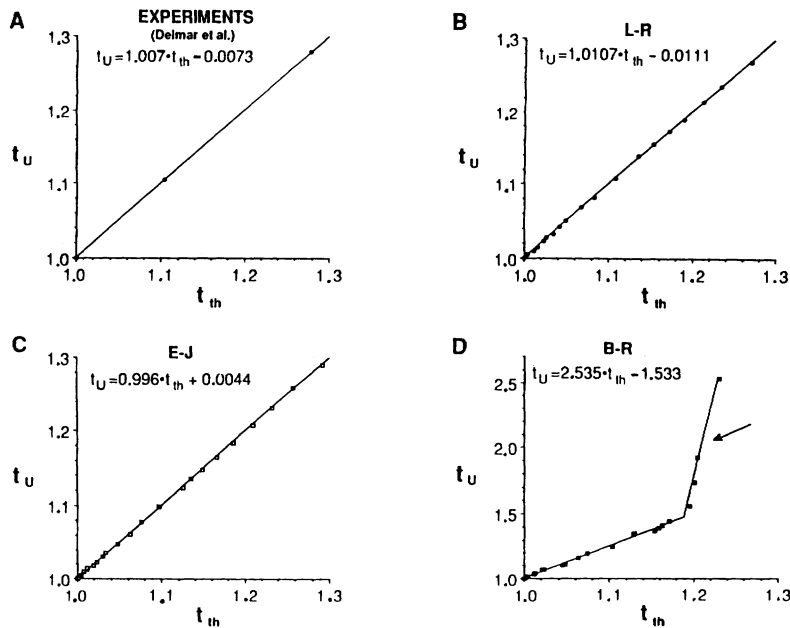 A
EXPERIMENTS
(Delmar et al.)
t_U=1.007•t_th−0.0073
1.3
1.2
1.1
1.0
t_U
1.0 1.1 1.2 1.3
t_th
B
L-R
t_U=1.0107•t_th − 0.0111
1.3
1.2
1.1
1.0
t_U
1.0 1.1 1.2 1.3
t_th
C
E-J
t_U=0.996•t_th + 0.0044
1.3
1.2
1.1
1.0
t_U
1.0 1.1 1.2 1.3
t_th
D
B-R
t_U=2.535•t_th −1.533
2.5
2.0
1.5
1.0
t_U
1.0 1.1 1.2 1.3
t_th